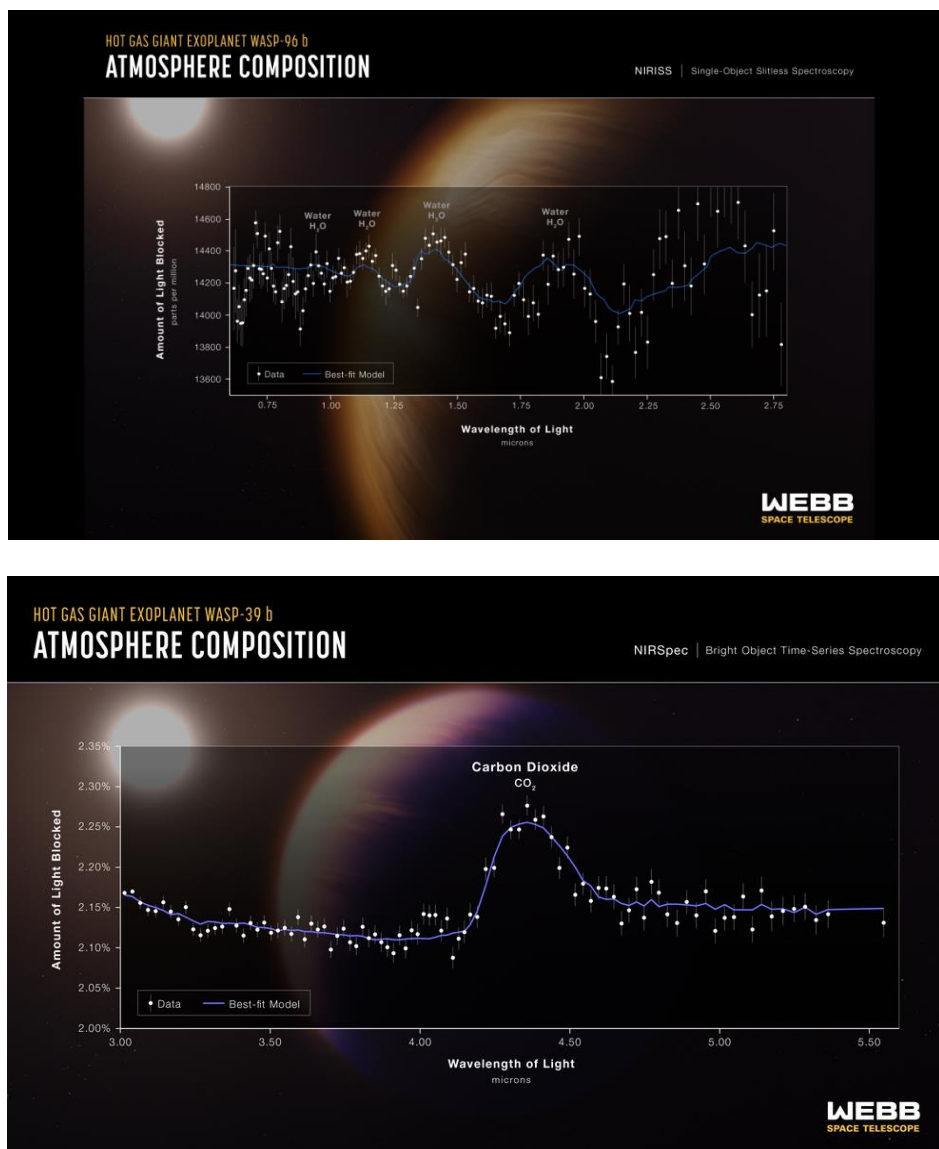 HOT GAS GIANT EXOPLANET WASP-96 b
ATMOSPHERE COMPOSITION
NIRISS | Single-Object Slitless Spectroscopy
14800
14600
14400
14200
14000
13800
13600
Amount of Light Blocked
parts per million
Water
H₂O
Water
H₂O
Water
H₂O
Water
H₂O
Data
Best-fit Model
0.75 1.00 1.25 1.50 1.75 2.00 2.25 2.50 2.75
Wavelength of Light
microns
WEBB
SPACE TELESCOPE
HOT GAS GIANT EXOPLANET WASP-39 b
ATMOSPHERE COMPOSITION
NIRSpec | Bright Object Time-Series Spectroscopy
2.35%
2.30%
2.25%
2.20%
2.15%
2.10%
2.05%
2.00%
Amount of Light Blocked
Carbon Dioxide
CO₂
Data
Best-fit Model
3.00 3.50 4.00 4.50 5.00 5.50
Wavelength of Light
microns
WEBB
SPACE TELESCOPE